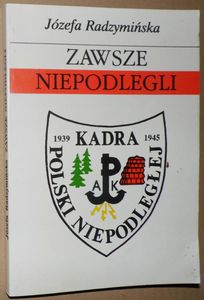 Józefa Radzymińska
ZAWSZE
NIEPODLEGLI
1939 KADRA 1945
POLSKI NIEPODLEGŁEJ
A K